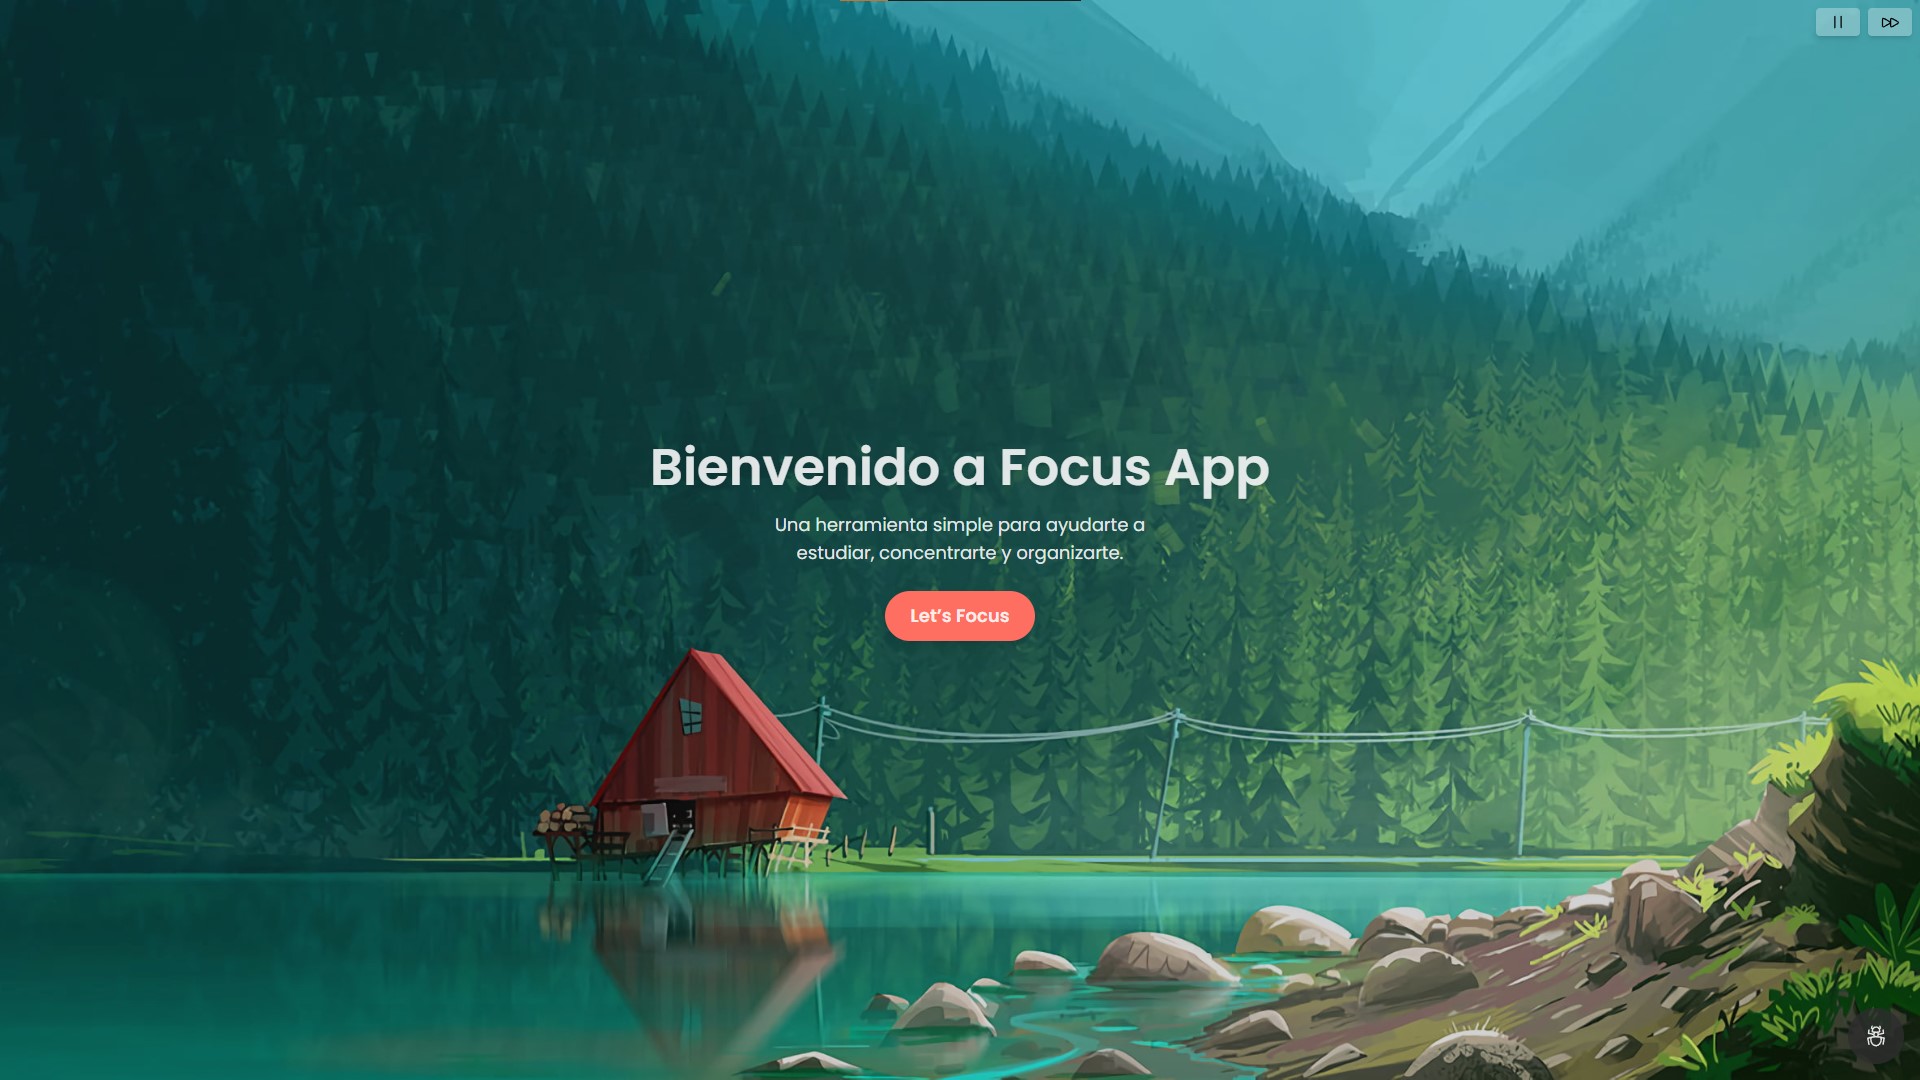 Bienvenido a Focus App
Una herramienta simple para ayudarte a
estudiar, concentrarte y organizarte.
Let’s Focus